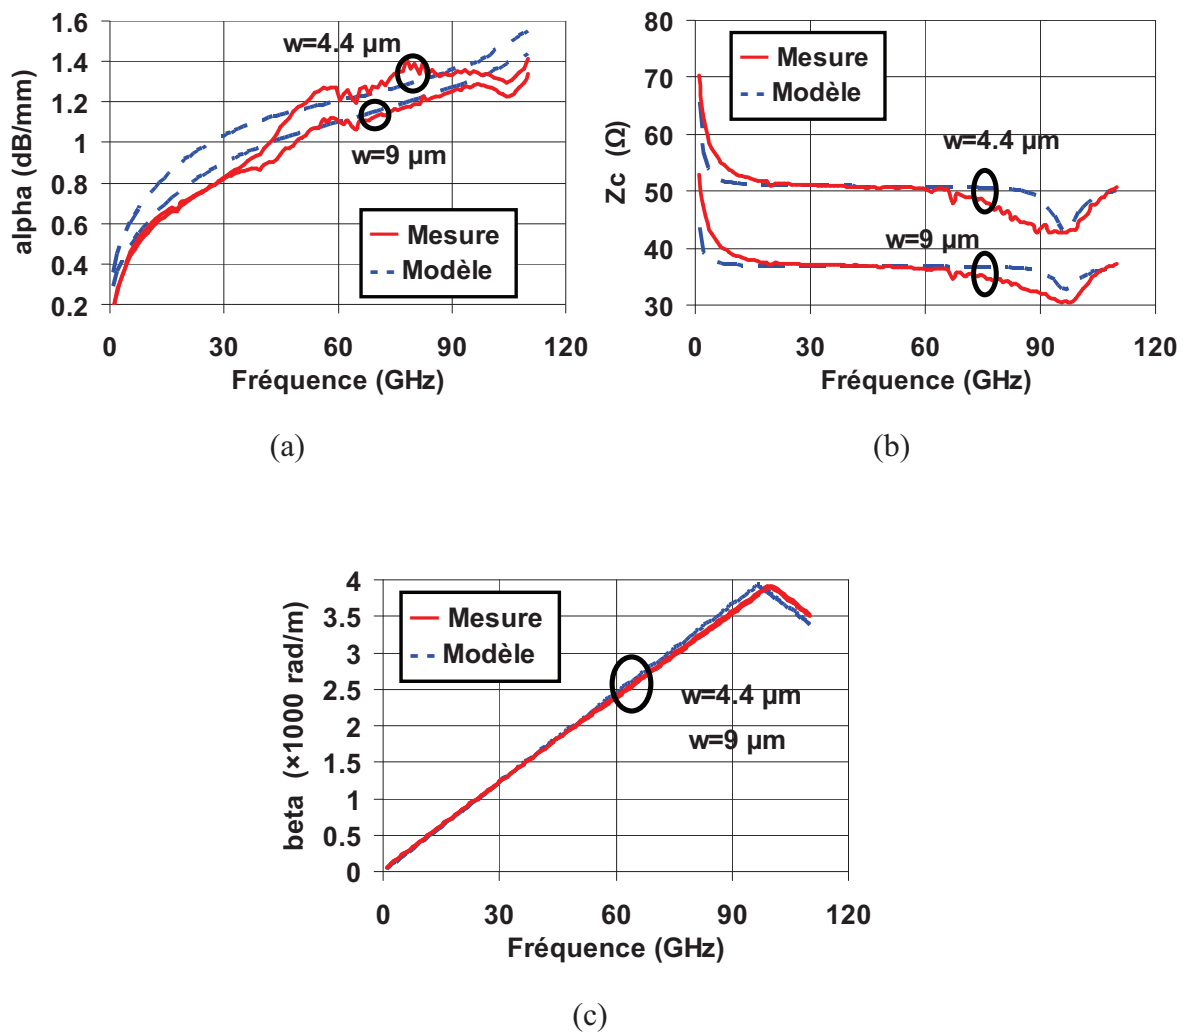 1.6
1.4
1.2
1
0.8
0.6
0.4
0.2
alpha (dB/mm)
w=4.4 µm
w=9 µm
Mesure
Modèle
0 30 60 90 120
Fréquence (GHz)
(a)
80
70
60
50
40
30
Zc (Ω)
Mesure
Modèle
w=4.4 µm
w=9 µm
0 30 60 90 120
Fréquence (GHz)
(b)
4
3.5
3
2.5
2
1.5
1
0.5
0
beta (×1000 rad/m)
Mesure
Modèle
w=4.4 µm
w=9 µm
0 30 60 90 120
Fréquence (GHz)
(c)